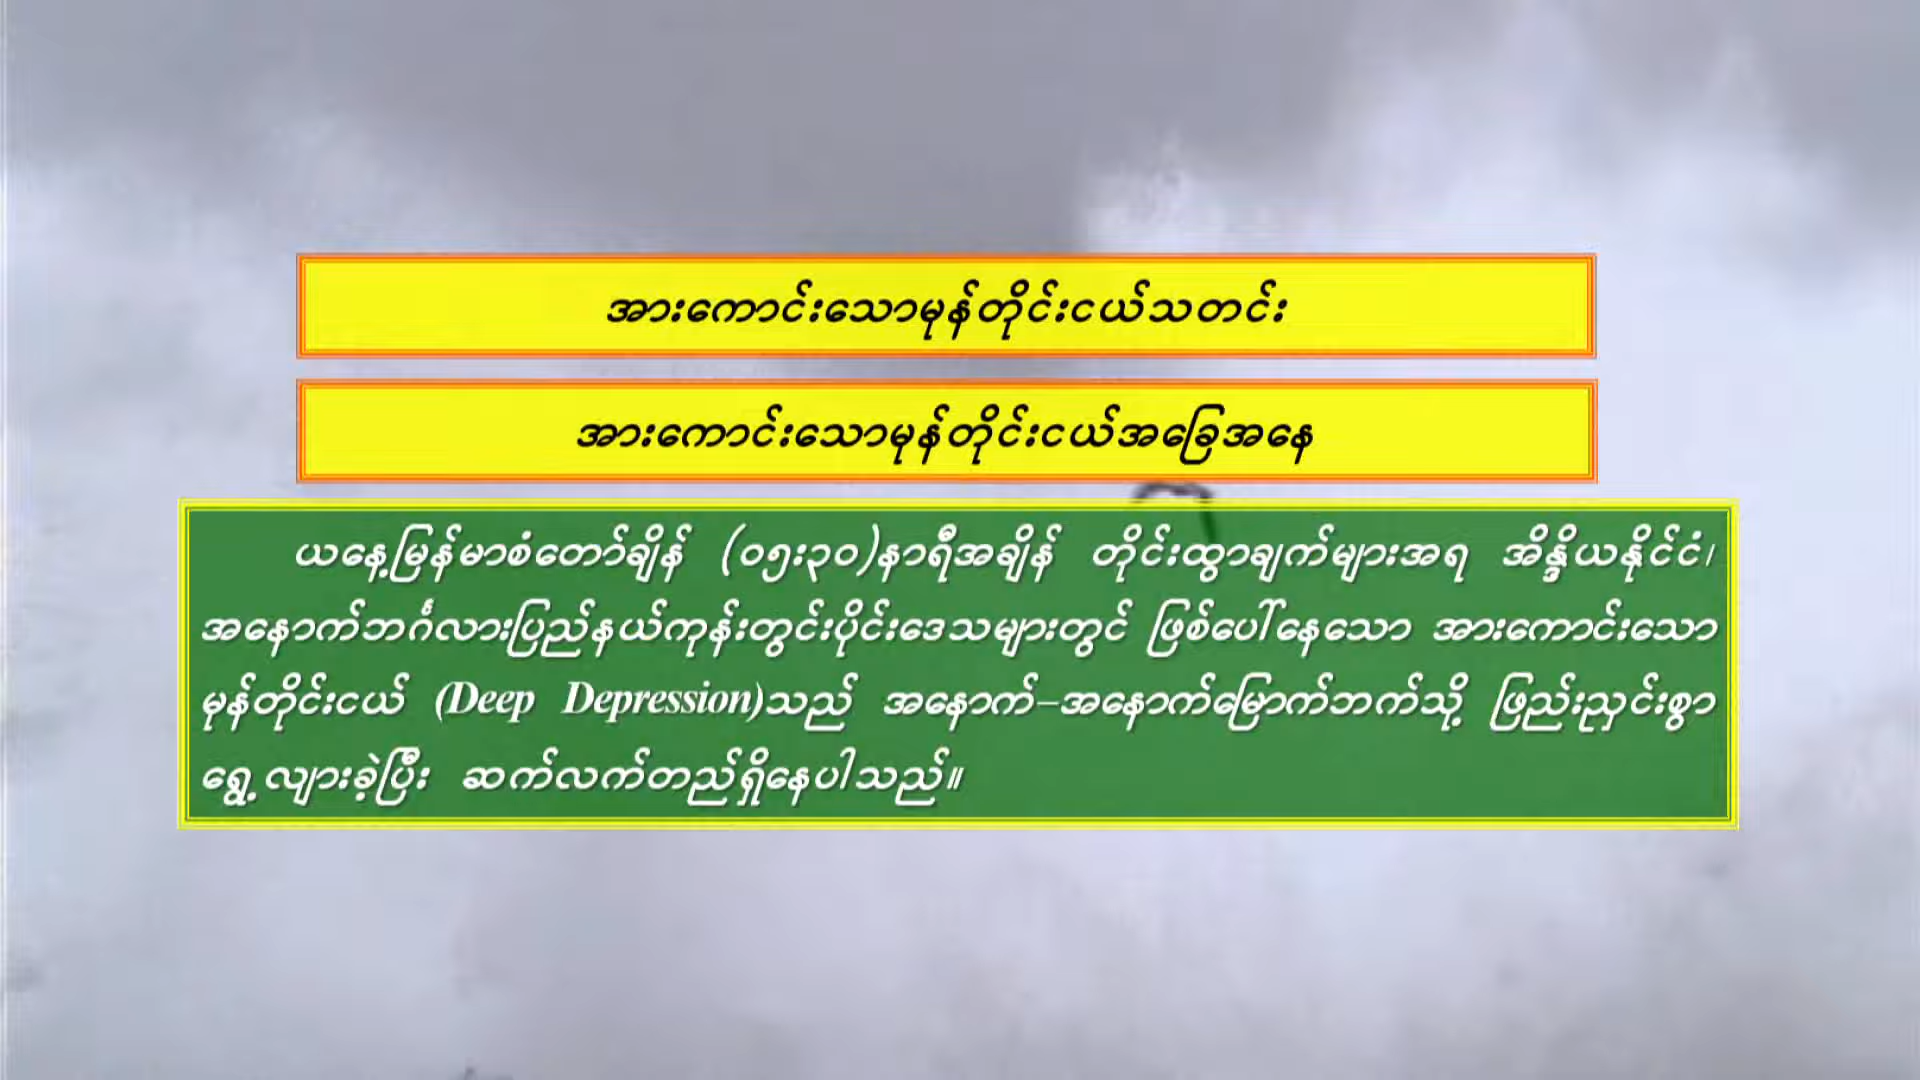 အားကောင်းသောမုန်တိုင်းငယ်သတင်း
အားကောင်းသောမုန်တိုင်းငယ်အခြေအနေ
ယနေ့မြန်မာစံတော်ချိန် (၀၅း၃၀)နာရီအချိန် တိုင်းထွာချက်များအရ အိန္ဒိယနိုင်ငံ၊
အနောက်ဘင်္ဂလားပြည်နယ်ကုန်းတွင်းပိုင်းဒေသများတွင် ဖြစ်ပေါ်နေသော အားကောင်းသော
မုန်တိုင်းငယ် (Deep Depression)သည် အနောက်–အနောက်မြောက်ဘက်သို့ ဖြည်းညှင်းစွာ
ရွေ့လျားခဲ့ပြီး ဆက်လက်တည်ရှိနေပါသည်။